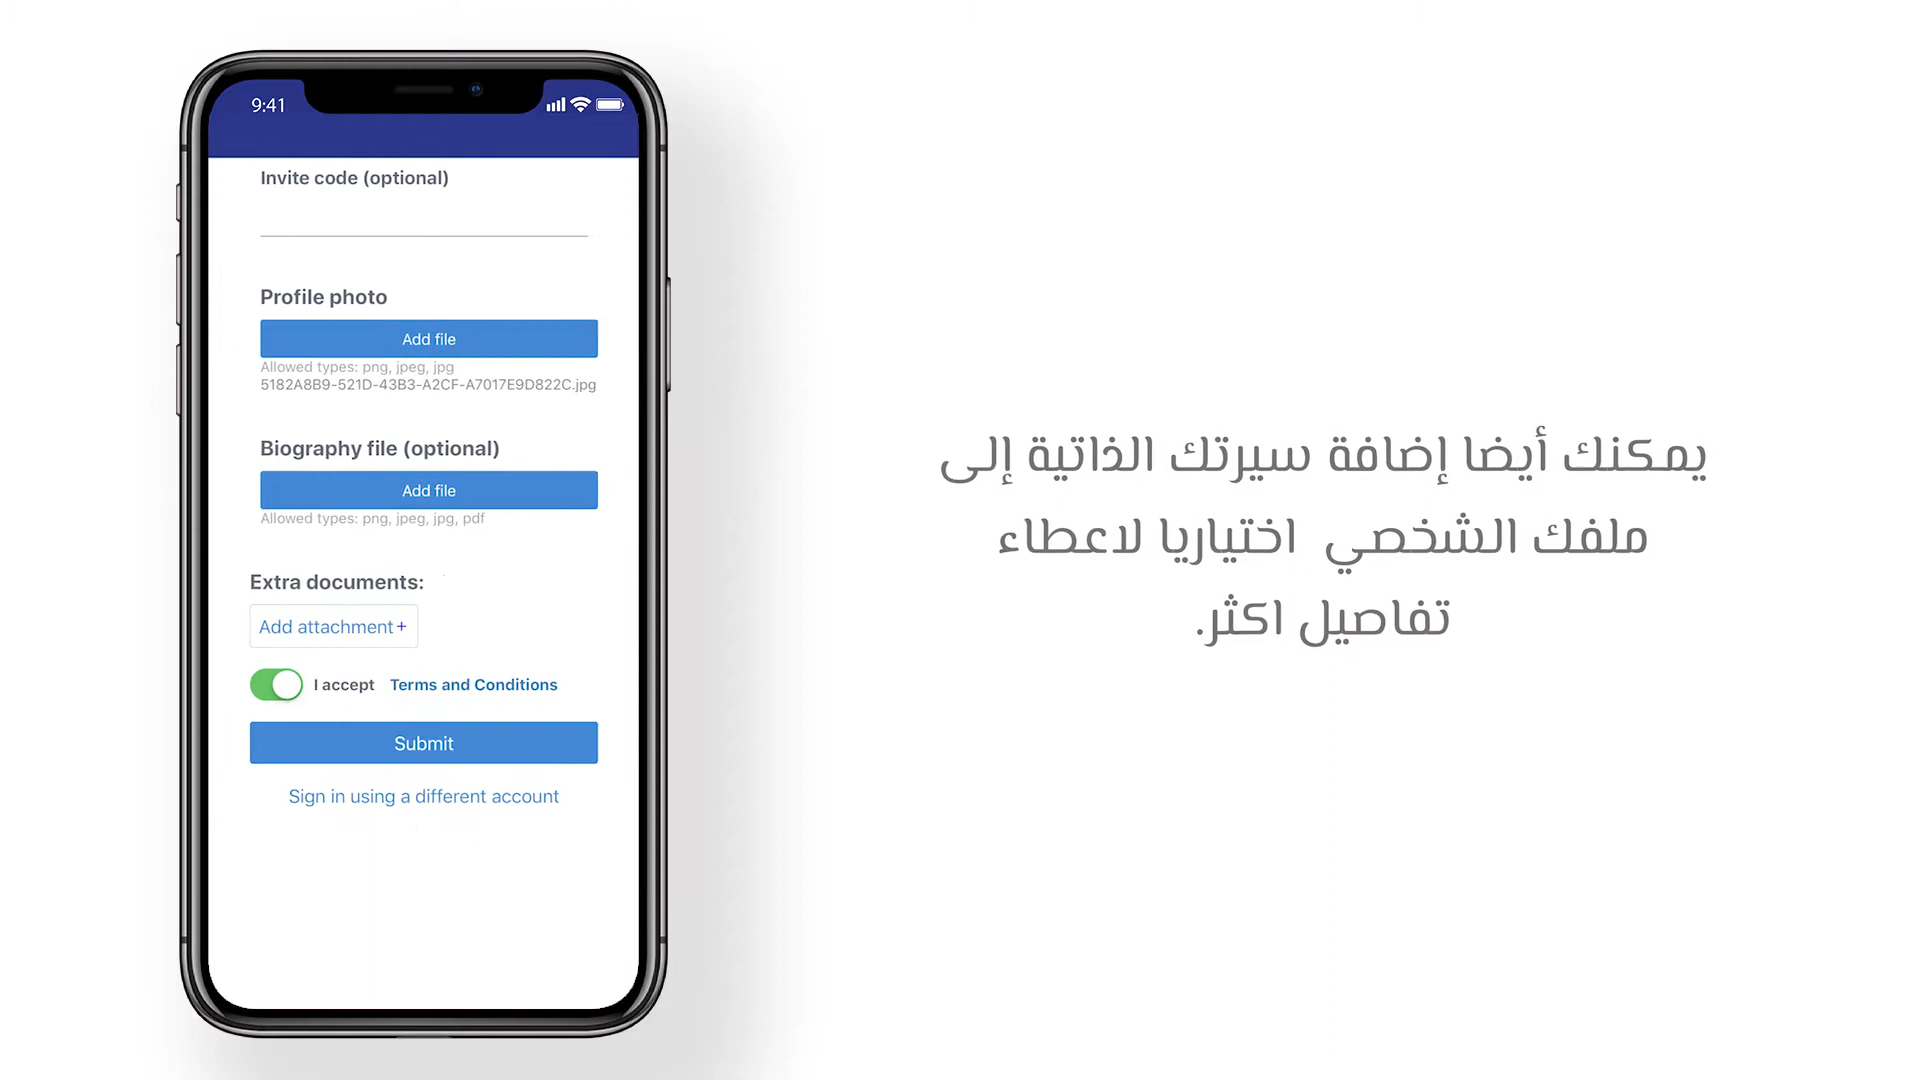 9:41
Invite code (optional)
Profile photo
Add file
Allowed types: png, jpeg, jpg
5182A8B9-521D-43B3-A2CF-A7017E9D822C.jpg
Biography file (optional)
Add file
Allowed types: png, jpeg, jpg, pdf
Extra documents:
Add attachment+
I accept Terms and Conditions
Submit
Sign in using a different account
يمكنك أيضا إضافة سيرتك الذاتية إلى
ملفك الشخصي اختياريا لاعطاء
تفاصيل اكثر.